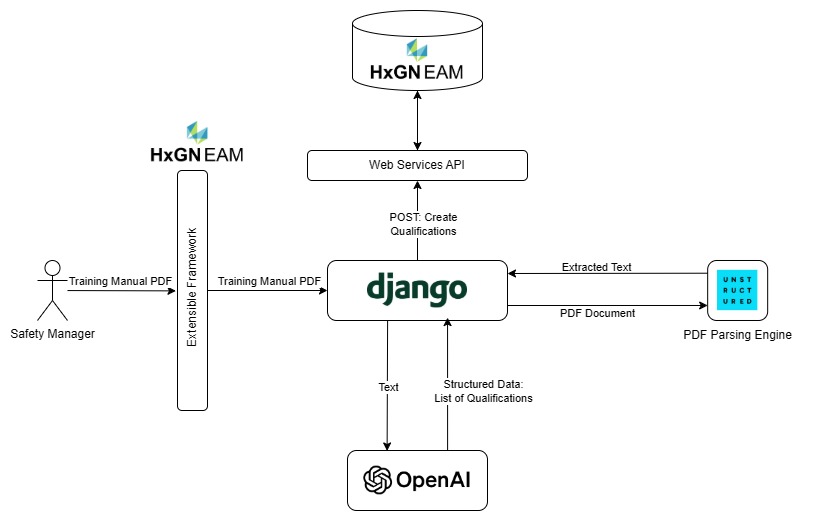 HxGN EAM
HxGN EAM
Web Services API
POST: Create
Qualifications
Extensible Framework
Training Manual PDF
Training Manual PDF
django
Extracted Text
PDF Document
UNST
RUCT
URED
Safety Manager
PDF Parsing Engine
Text
Structured Data:
List of Qualifications
OpenAI